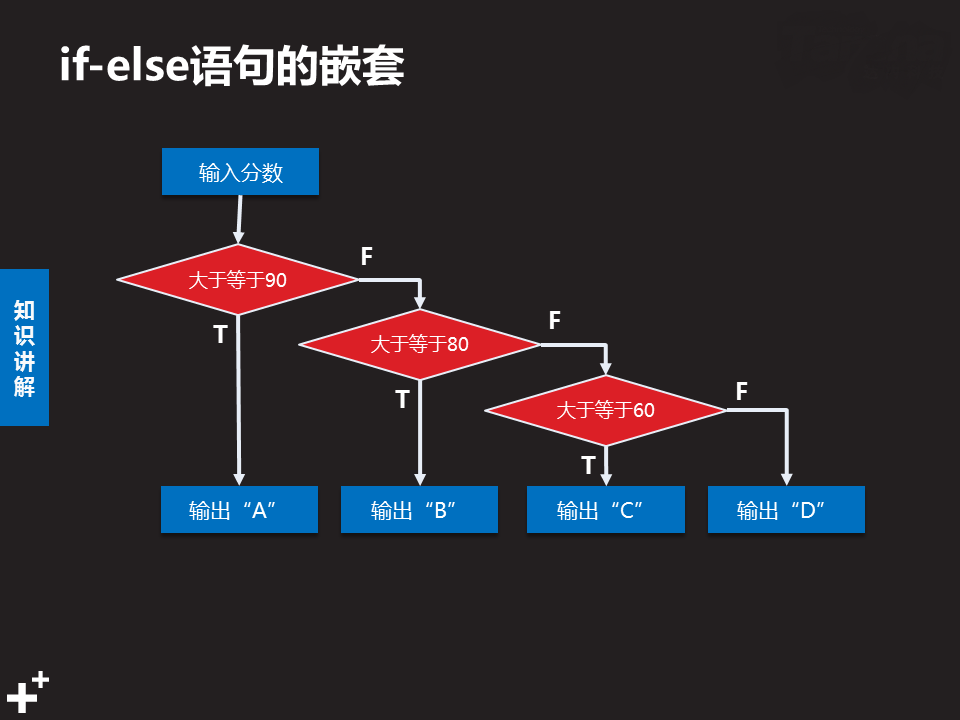 if-else语句的嵌套
输入分数
大于等于90
F
T
大于等于80
F
T
大于等于60
F
T
输出“A”
输出“B”
输出“C”
输出“D”
知识讲解